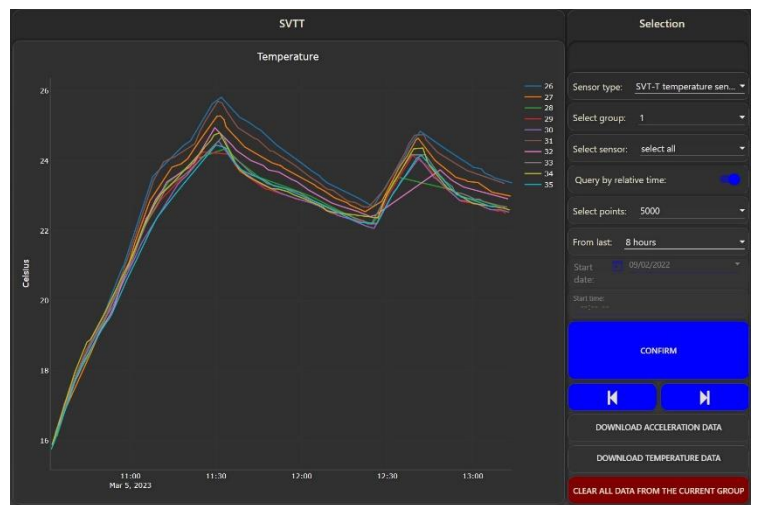 SVTT
Temperature
26
24
22
20
18
16
Celsius
11:00
Mar 5, 2023
11:30
12:00
12:30
13:00
26
27
28
29
30
31
32
33
34
35
Selection
Sensor type: SVT-T temperature sen...
Select group: 1
Select sensor: select all
Query by relative time:
Select points: 5000
From last: 8 hours
Start date: 09/02/2022
Start time:
--:-- --
CONFIRM
DOWNLOAD ACCELERATION DATA
DOWNLOAD TEMPERATURE DATA
CLEAR ALL DATA FROM THE CURRENT GROUP